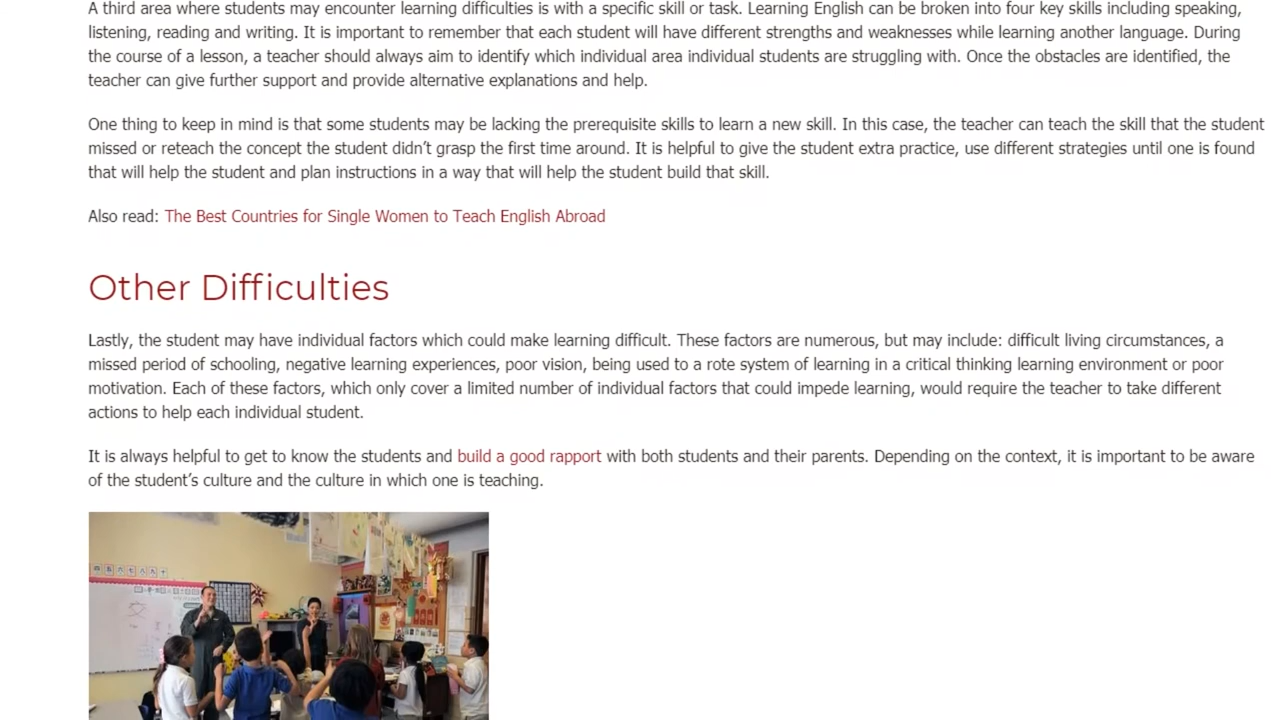 A third area where students may encounter learning difficulties is with a specific skill or task. Learning English can be broken into four key skills including speaking,
listening, reading and writing. It is important to remember that each student will have different strengths and weaknesses while learning another language. During
the course of a lesson, a teacher should always aim to identify which individual area individual students are struggling with. Once the obstacles are identified, the
teacher can give further support and provide alternative explanations and help.
One thing to keep in mind is that some students may be lacking the prerequisite skills to learn a new skill. In this case, the teacher can teach the skill that the student
missed or reteach the concept the student didn’t grasp the first time around. It is helpful to give the student extra practice, use different strategies until one is found
that will help the student and plan instructions in a way that will help the student build that skill.
Also read: The Best Countries for Single Women to Teach English Abroad
Other Difficulties
Lastly, the student may have individual factors which could make learning difficult. These factors are numerous, but may include: difficult living circumstances, a
missed period of schooling, negative learning experiences, poor vision, being used to a rote system of learning in a critical thinking learning environment or poor
motivation. Each of these factors, which only cover a limited number of individual factors that could impede learning, would require the teacher to take different
actions to help each individual student.
It is always helpful to get to know the students and build a good rapport with both students and their parents. Depending on the context, it is important to be aware
of the student’s culture and the culture in which one is teaching.